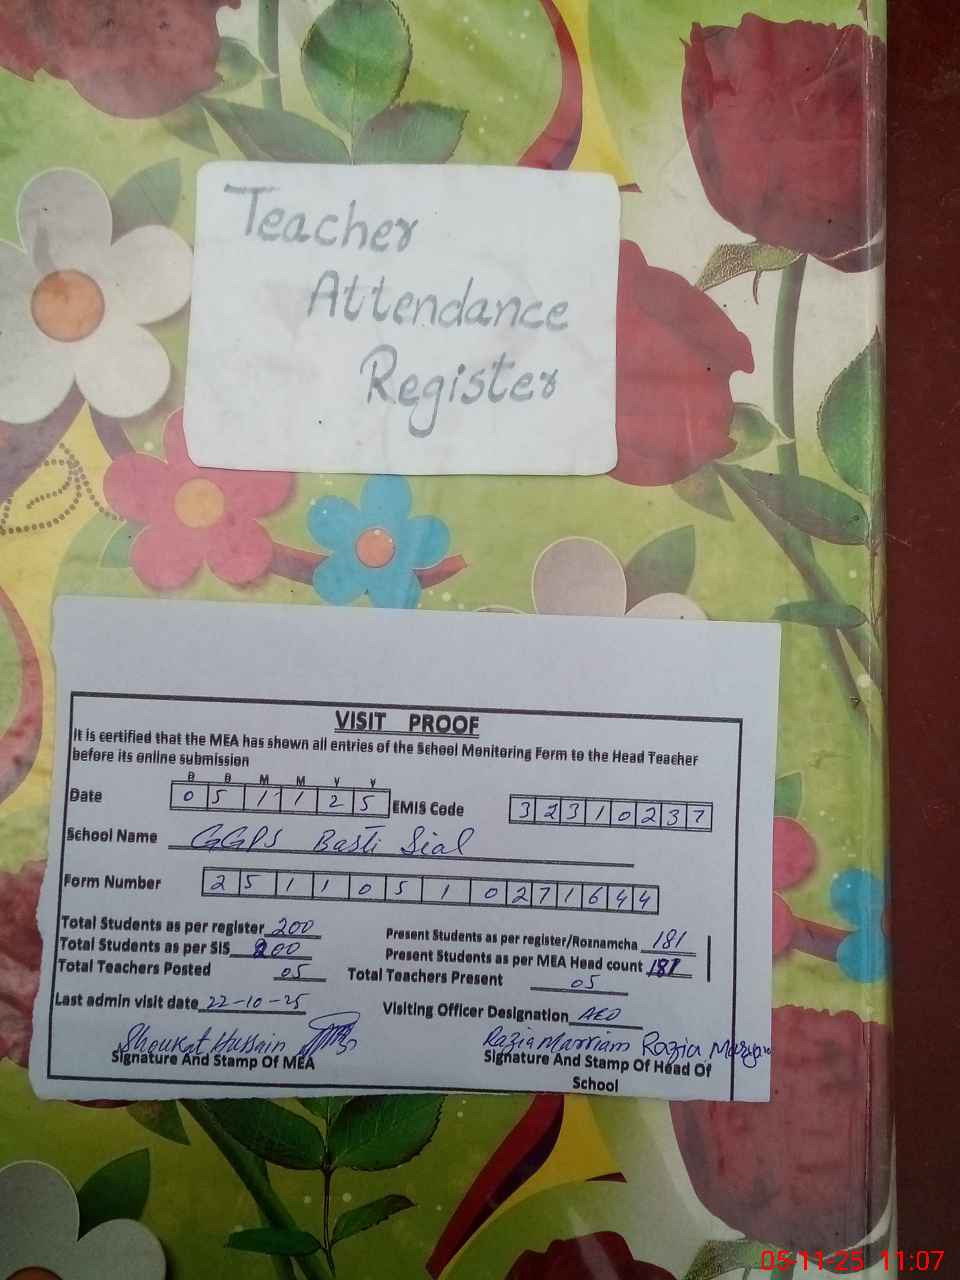 Teacher
Attendance
Register
VISIT PROOF
It is certified that the MEA has shown all entries of the School Monitoring Form to the Head Teacher
before its online submission
D D M M Y Y
Date 0 5 1 1 2 5 EMIS Code 3 2 3 1 0 2 3 7
School Name GGPS Basti Sial
Form Number 2 5 1 1 0 5 1 0 2 7 1 6 4 4
Total Students as per register 200 Present Students as per register/Roznamcha 181
Total Students as per SIS 200 Present Students as per MEA Head count 181
Total Teachers Posted 05 Total Teachers Present 05
Last admin visit date 22-10-25 Visiting Officer Designation AEO
Shoukat Hussain Razia Marriam Razia Maryam
Signature And Stamp Of MEA Signature And Stamp Of Head Of
School
05-11-25 11:07